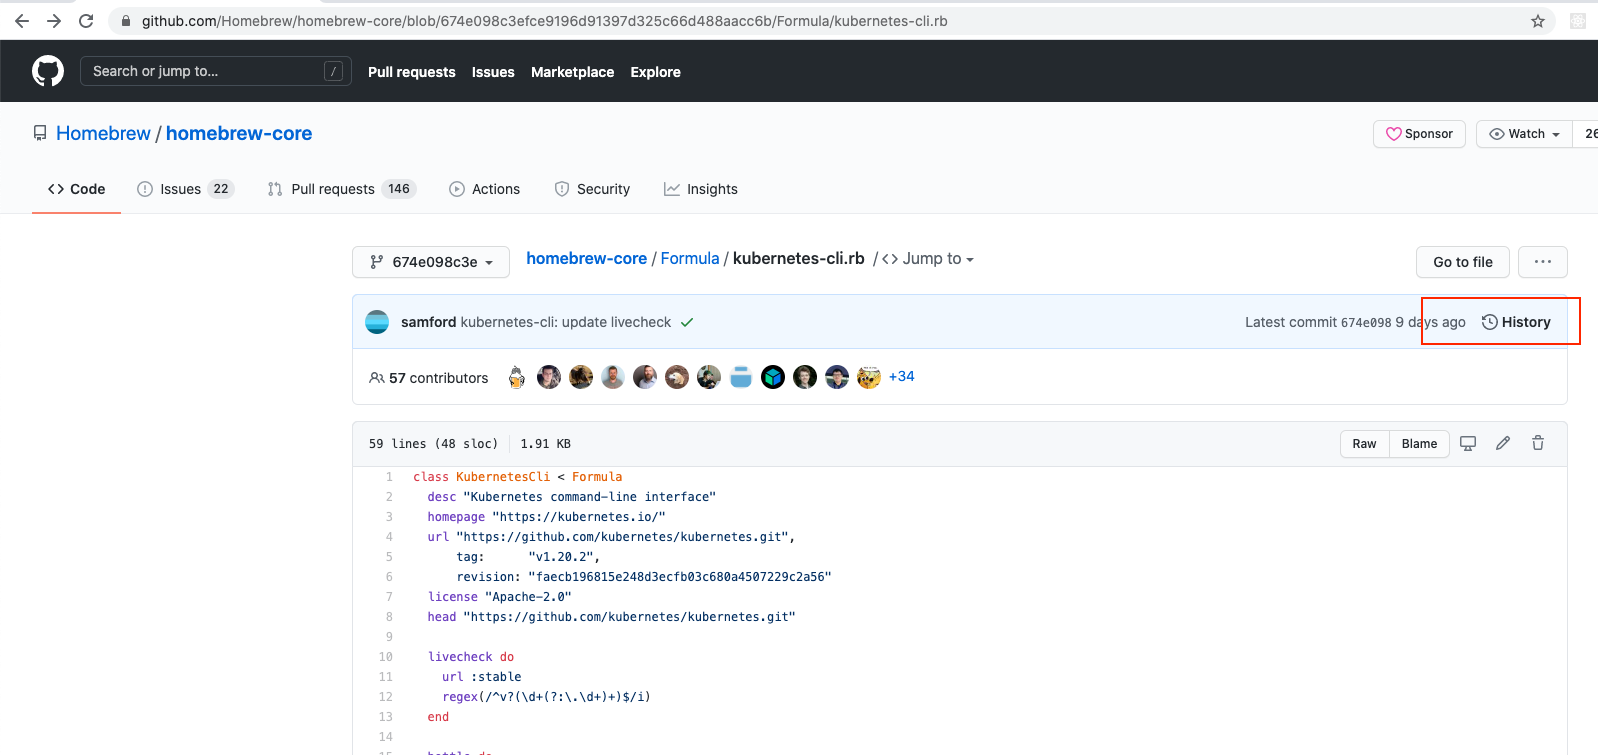 github.com/Homebrew/homebrew-core/blob/674e098c3efce9196d91397d325c66d488aacc6b/Formula/kubernetes-cli.rb
Search or jump to... / Pull requests Issues Marketplace Explore
Homebrew / homebrew-core Sponsor Watch 26
Code Issues 22 Pull requests 146 Actions Security Insights
674e098c3e homebrew-core / Formula / kubernetes-cli.rb / <> Jump to Go to file ...
samford kubernetes-cli: update livecheck Latest commit 674e098 9 days ago History
57 contributors +34
59 lines (48 sloc) 1.91 KB Raw Blame
1 class KubernetesCli < Formula
2 desc "Kubernetes command-line interface"
3 homepage "https://kubernetes.io/"
4 url "https://github.com/kubernetes/kubernetes.git",
5 tag: "v1.20.2",
6 revision: "faecb196815e248d3ecfb03c680a4507229c2a56"
7 license "Apache-2.0"
8 head "https://github.com/kubernetes/kubernetes.git"
9
10 livecheck do
11 url :stable
12 regex(/^v?(\d+(?:\.\d+)+)$/i)
13 end
14
15 bottle do